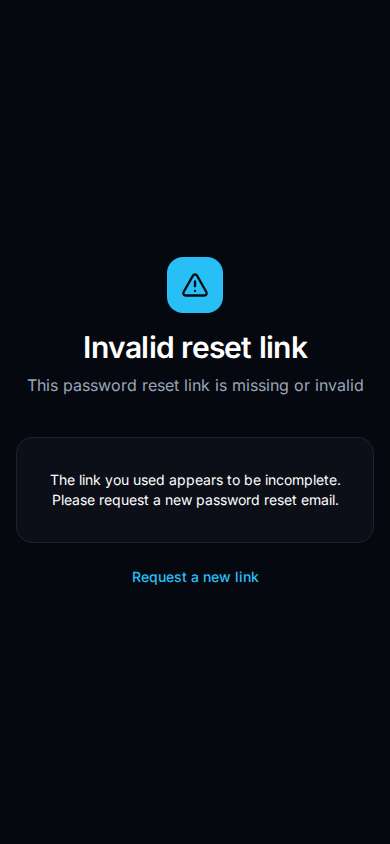 Invalid reset link
This password reset link is missing or invalid
The link you used appears to be incomplete.
Please request a new password reset email.
Request a new link